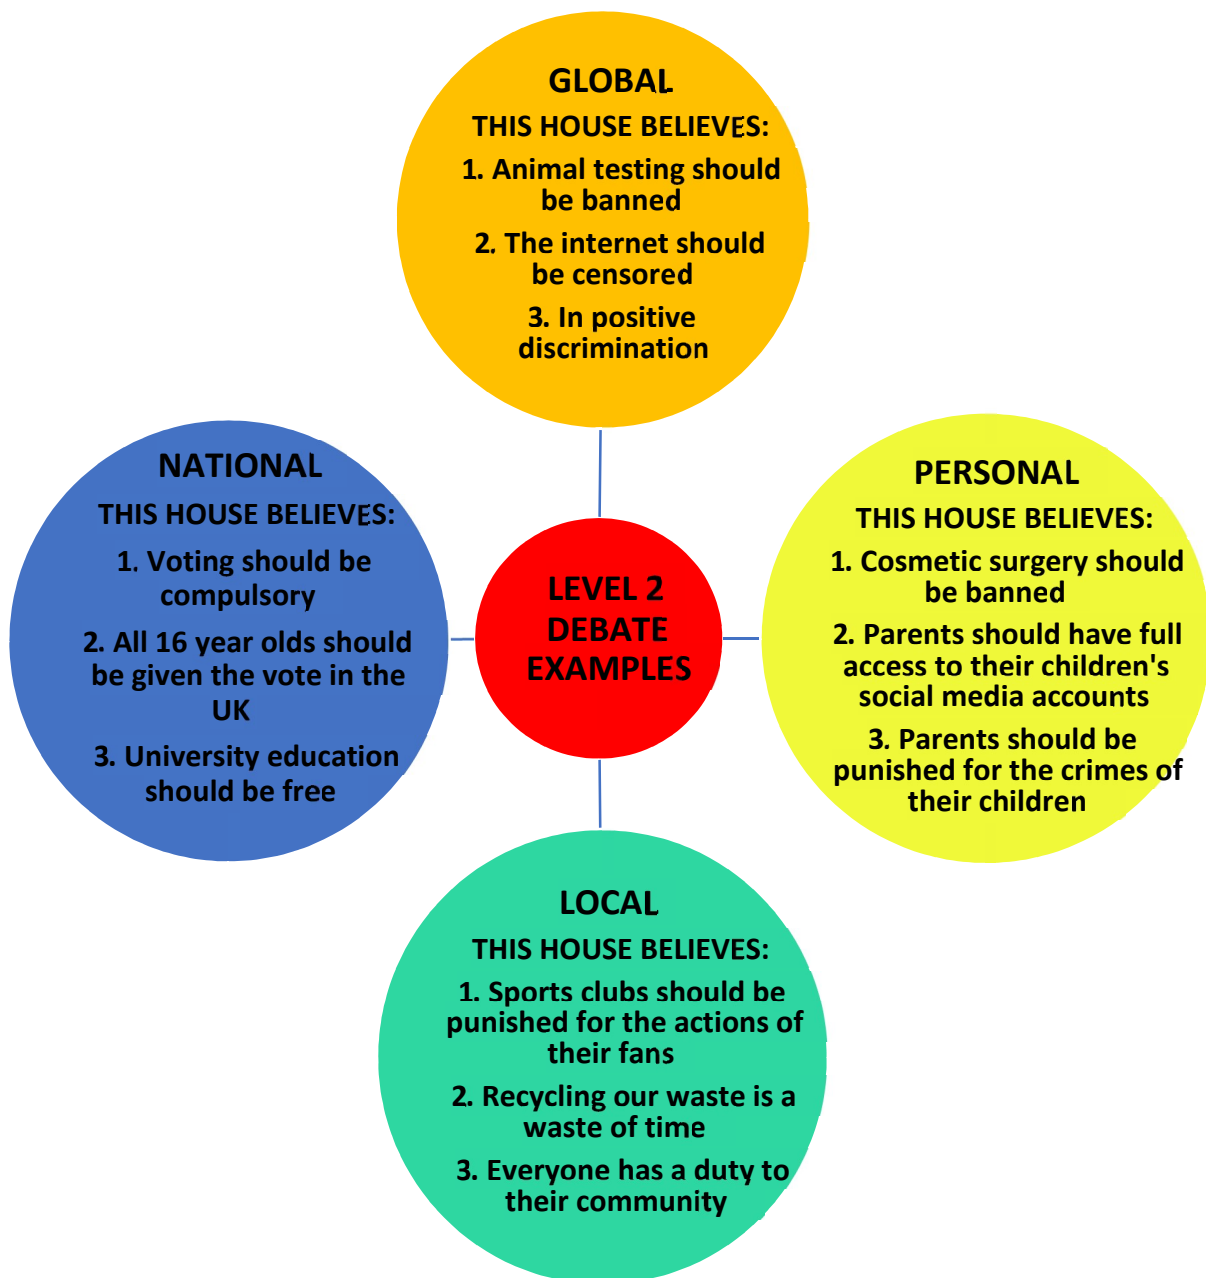 GLOBAL
THIS HOUSE BELIEVES:
1. Animal testing should
be banned
2. The internet should
be censored
3. In positive
discrimination
NATIONAL
THIS HOUSE BELIEVES:
1. Voting should be
compulsory
2. All 16 year olds should
be given the vote in the
UK
3. University education
should be free
LEVEL 2
DEBATE
EXAMPLES
PERSONAL
THIS HOUSE BELIEVES:
1. Cosmetic surgery should
be banned
2. Parents should have full
access to their children's
social media accounts
3. Parents should be
punished for the crimes of
their children
LOCAL
THIS HOUSE BELIEVES:
1. Sports clubs should be
punished for the actions of
their fans
2. Recycling our waste is a
waste of time
3. Everyone has a duty to
their community